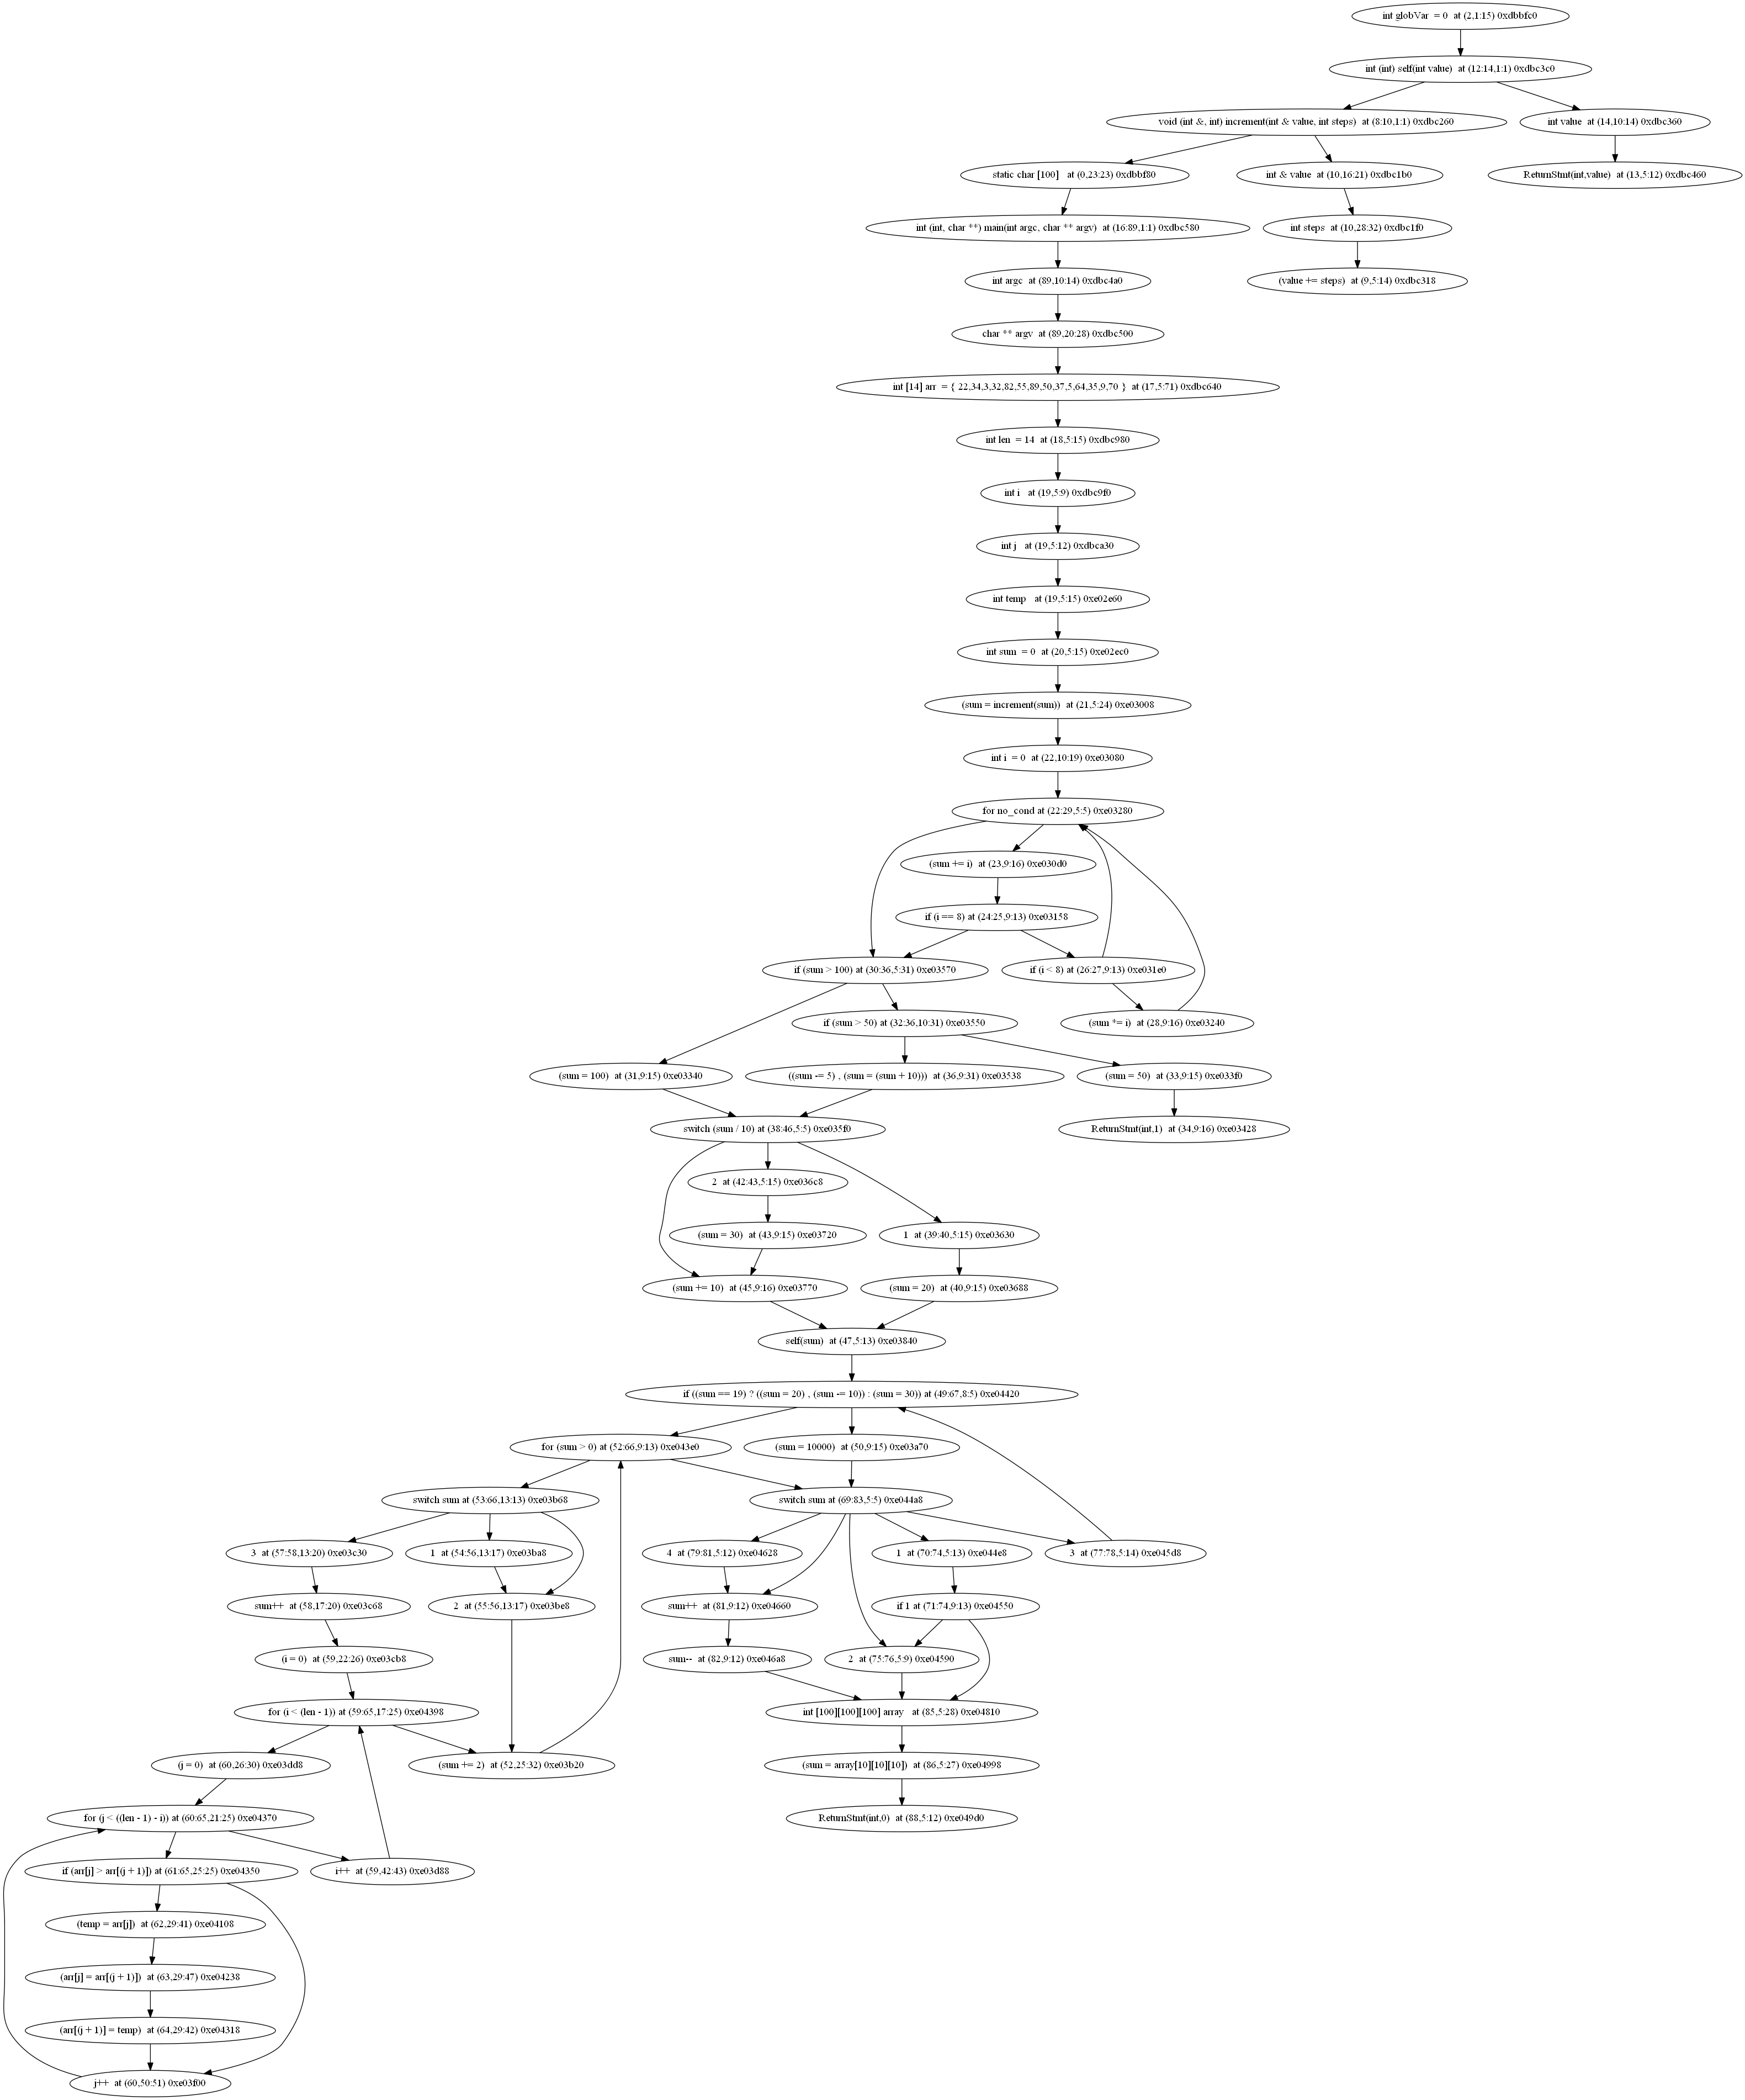 int globVar = 0 at (2,1:15) 0xdbbfc0
int (int) self(int value) at (12:14,1:1) 0xdbc3c0
void (int &, int) increment(int & value, int steps) at (8:10,1:1) 0xdbc260
int value at (14,10:14) 0xdbc360
static char [100] at (0,23:23) 0xdbbf80
int & value at (10,16:21) 0xdbc1b0
ReturnStmt(int,value) at (13,5:12) 0xdbc460
int (int, char **) main(int argc, char ** argv) at (16:89,1:1) 0xdbc580
int steps at (10,28:32) 0xdbc1f0
int argc at (89,10:14) 0xdbc4a0
(value += steps) at (9,5:14) 0xdbc318
char ** argv at (89,20:28) 0xdbc500
int [14] arr = { 22,34,3,32,82,55,89,50,37,5,64,35,9,70 } at (17,5:71) 0xdbc640
int len = 14 at (18,5:15) 0xdbc980
int i at (19,5:9) 0xdbc9f0
int j at (19,5:12) 0xdbca30
int temp at (19,5:15) 0xe02e60
int sum = 0 at (20,5:15) 0xe02ec0
(sum = increment(sum)) at (21,5:24) 0xe03008
int i = 0 at (22,10:19) 0xe03080
for no_cond at (22:29,5:5) 0xe03280
(sum += i) at (23,9:16) 0xe030d0
if (i == 8) at (24:25,9:13) 0xe03158
if (sum > 100) at (30:36,5:31) 0xe03570
if (i < 8) at (26:27,9:13) 0xe031e0
if (sum > 50) at (32:36,10:31) 0xe03550
(sum *= i) at (28,9:16) 0xe03240
(sum = 100) at (31,9:15) 0xe03340
((sum -= 5) , (sum = (sum + 10))) at (36,9:31) 0xe03538
(sum = 50) at (33,9:15) 0xe033f0
switch (sum / 10) at (38:46,5:5) 0xe035f0
ReturnStmt(int,1) at (34,9:16) 0xe03428
2 at (42:43,5:15) 0xe036c8
(sum = 30) at (43,9:15) 0xe03720
1 at (39:40,5:15) 0xe03630
(sum += 10) at (45,9:16) 0xe03770
(sum = 20) at (40,9:15) 0xe03688
self(sum) at (47,5:13) 0xe03840
if ((sum == 19) ? ((sum = 20) , (sum -= 10)) : (sum = 30)) at (49:67,8:5) 0xe04420
for (sum > 0) at (52:66,9:13) 0xe043e0
(sum = 10000) at (50,9:15) 0xe03a70
switch sum at (53:66,13:13) 0xe03b68
switch sum at (69:83,5:5) 0xe044a8
3 at (57:58,13:20) 0xe03c30
1 at (54:56,13:17) 0xe03ba8
4 at (79:81,5:12) 0xe04628
1 at (70:74,5:13) 0xe044e8
3 at (77:78,5:14) 0xe045d8
sum++ at (58,17:20) 0xe03c68
2 at (55:56,13:17) 0xe03be8
sum++ at (81,9:12) 0xe04660
if 1 at (71:74,9:13) 0xe04550
(i = 0) at (59,22:26) 0xe03cb8
sum-- at (82,9:12) 0xe046a8
2 at (75:76,5:9) 0xe04590
for (i < (len - 1)) at (59:65,17:25) 0xe04398
int [100][100][100] array at (85,5:28) 0xe04810
(j = 0) at (60,26:30) 0xe03dd8
(sum += 2) at (52,25:32) 0xe03b20
(sum = array[10][10][10]) at (86,5:27) 0xe04998
for (j < ((len - 1) - i)) at (60:65,21:25) 0xe04370
ReturnStmt(int,0) at (88,5:12) 0xe049d0
if (arr[j] > arr[(j + 1)]) at (61:65,25:25) 0xe04350
i++ at (59,42:43) 0xe03d88
(temp = arr[j]) at (62,29:41) 0xe04108
(arr[j] = arr[(j + 1)]) at (63,29:47) 0xe04238
(arr[(j + 1)] = temp) at (64,29:42) 0xe04318
j++ at (60,50:51) 0xe03f00